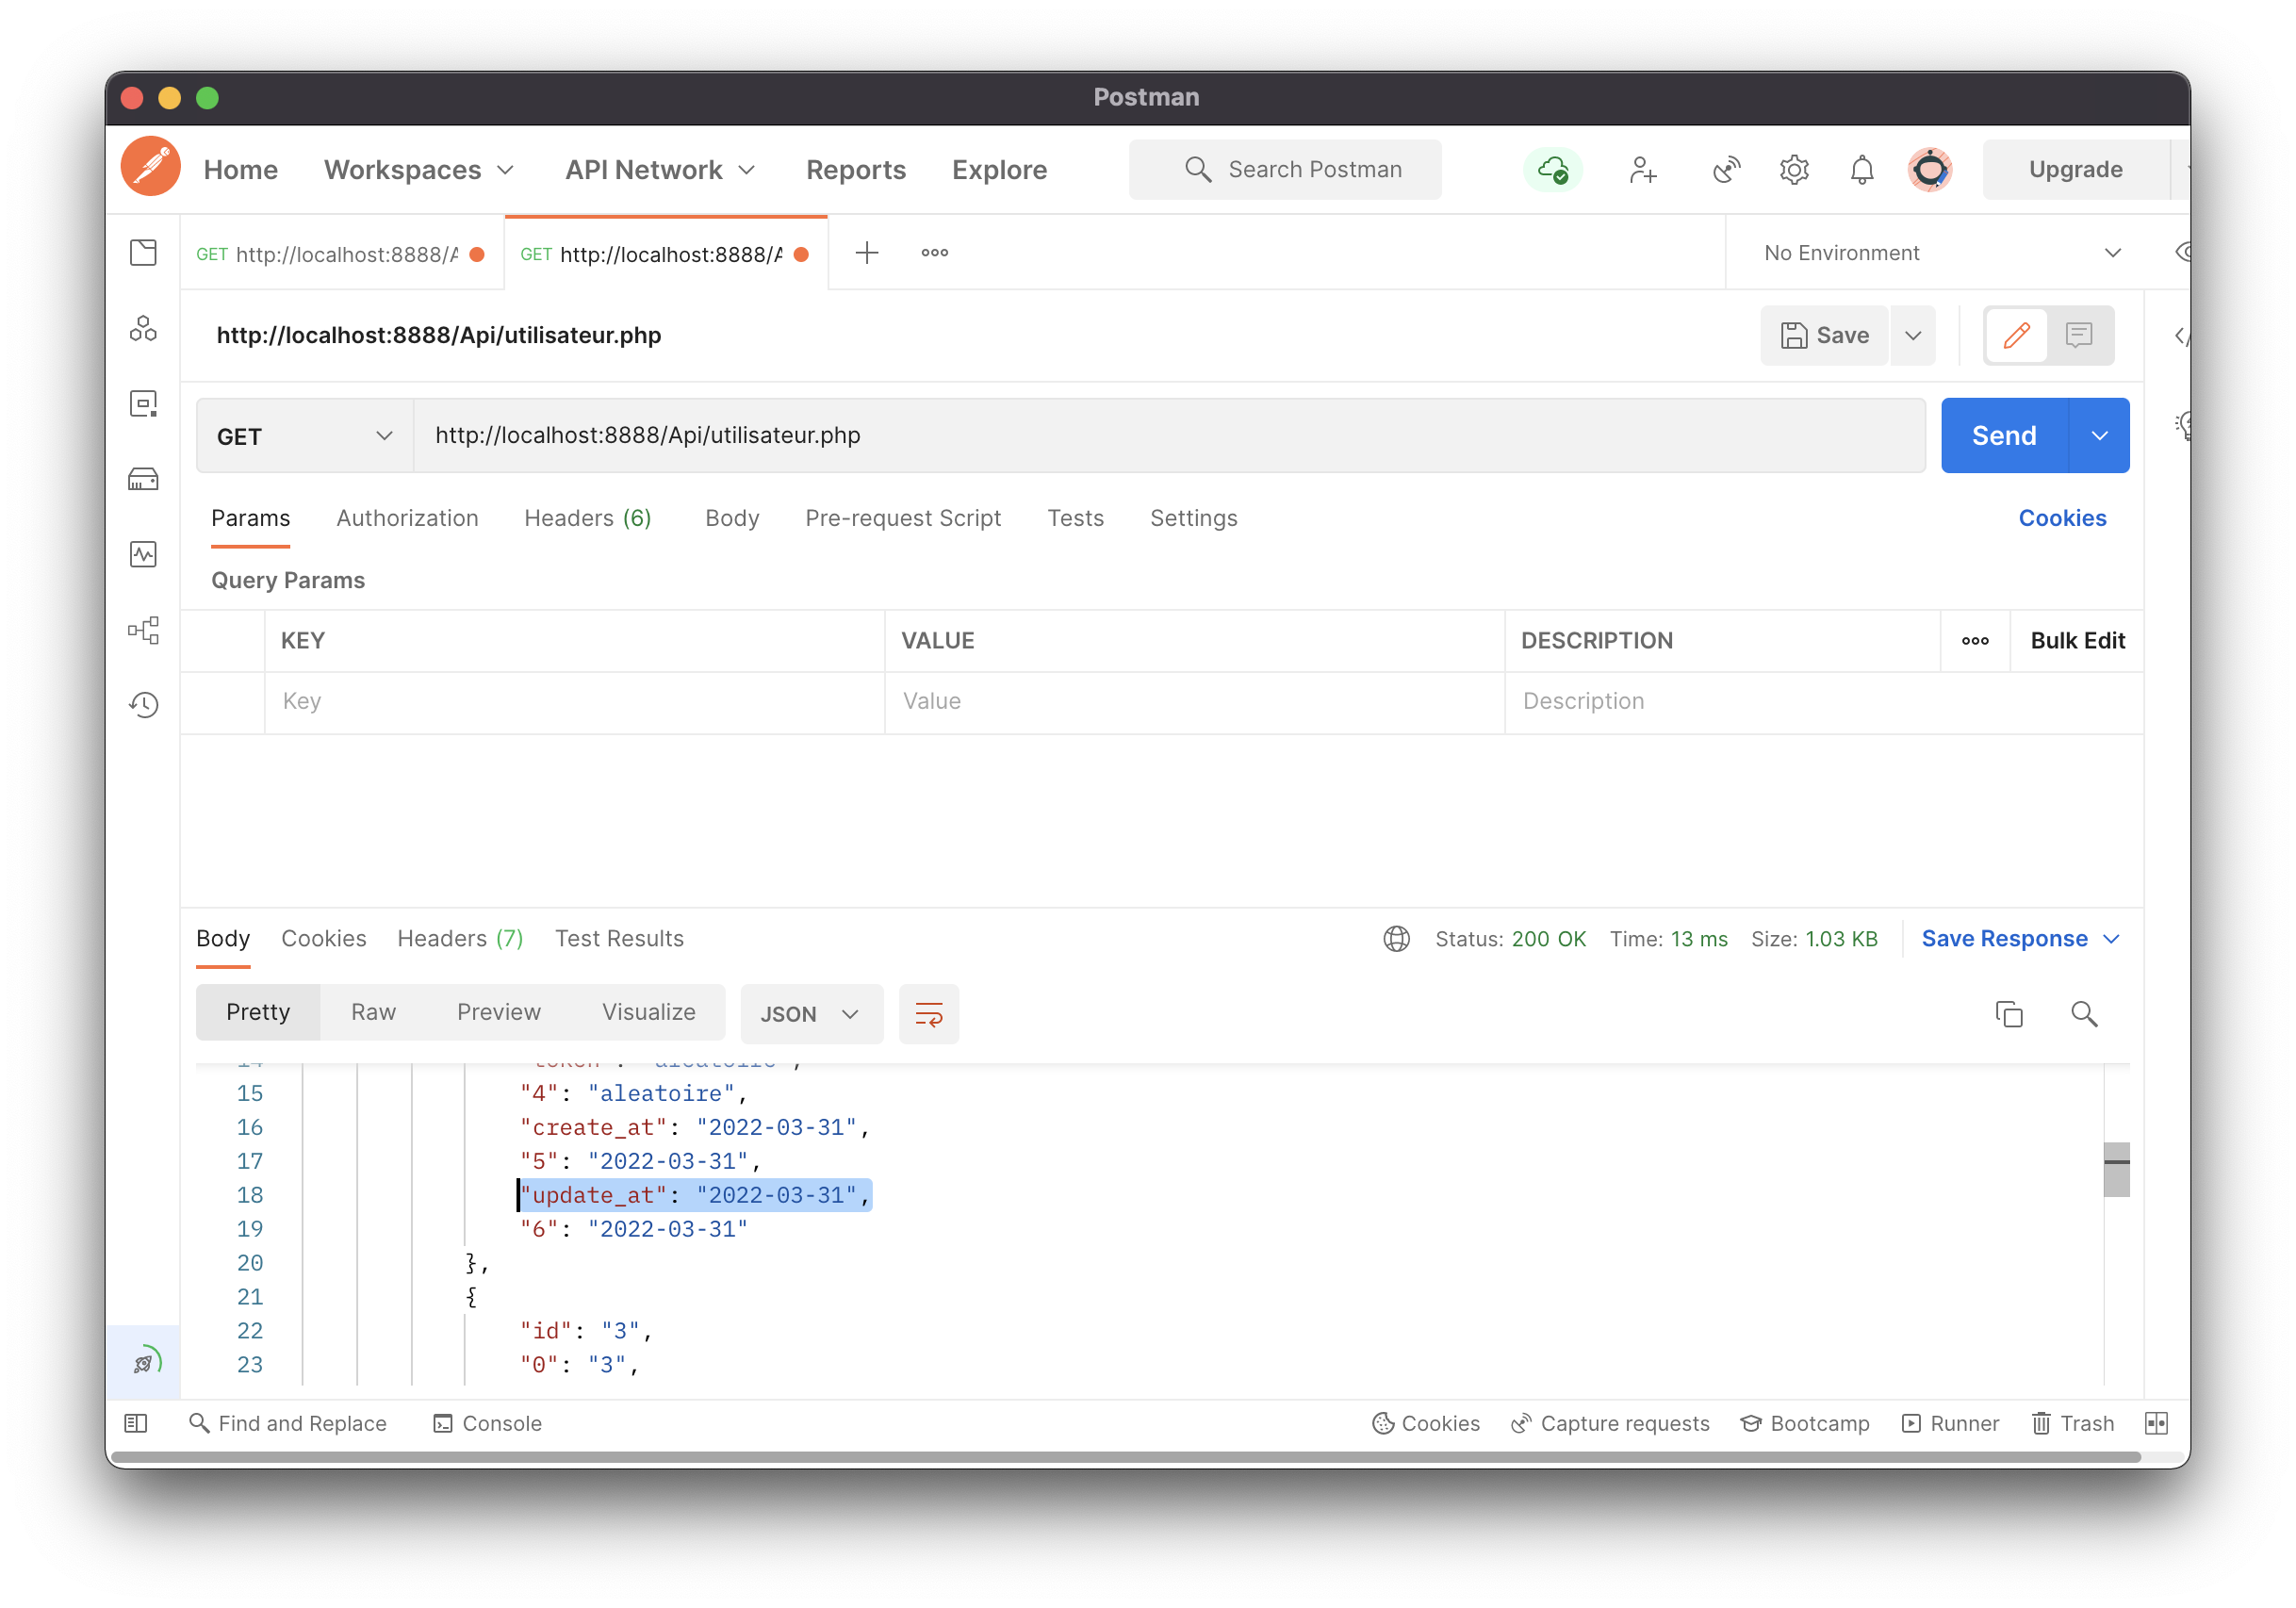 Postman
Home Workspaces API Network Reports Explore Search Postman Upgrade
GET http://localhost:8888/A GET http://localhost:8888/A No Environment
http://localhost:8888/Api/utilisateur.php Save
GET http://localhost:8888/Api/utilisateur.php Send
Params Authorization Headers (6) Body Pre-request Script Tests Settings Cookies
Query Params
KEY VALUE DESCRIPTION Bulk Edit
Key Value Description
Body Cookies Headers (7) Test Results Status: 200 OK Time: 13 ms Size: 1.03 KB Save Response
Pretty Raw Preview Visualize JSON
15 "4": "aleatoire",
16 "create_at": "2022-03-31",
17 "5": "2022-03-31",
18 "update_at": "2022-03-31",
19 "6": "2022-03-31"
20 },
21 {
22 "id": "3",
23 "0": "3",
Find and Replace Console Cookies Capture requests Bootcamp Runner Trash